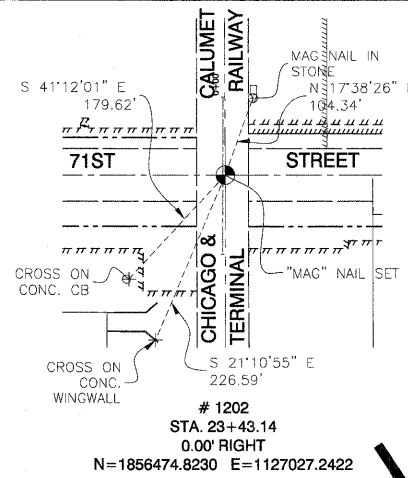 CALUMET
RAILWAY
MAG NAIL IN
STONE
S 41°12'01" E
179.62'
N 17°38'26" E
104.34'
71ST
STREET
CROSS ON
CONC. CB
CHICAGO &
TERMINAL
"MAG" NAIL SET
CROSS ON
CONC.
WINGWALL
S 21°10'55" E
226.59'
# 1202
STA. 23+43.14
0.00' RIGHT
N=1856474.8230 E=1127027.2422